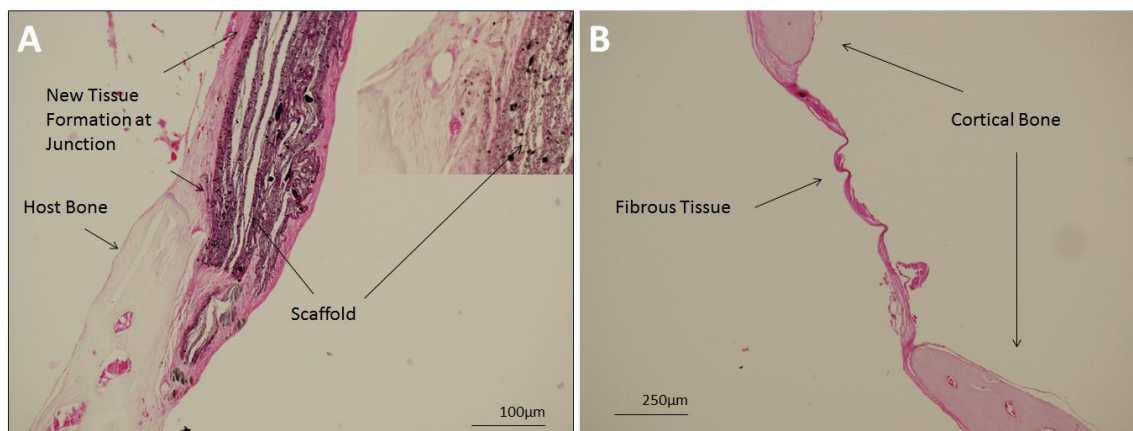 A
New Tissue
Formation at
Junction
Host Bone
Scaffold
100µm
B
Cortical Bone
Fibrous Tissue
250µm